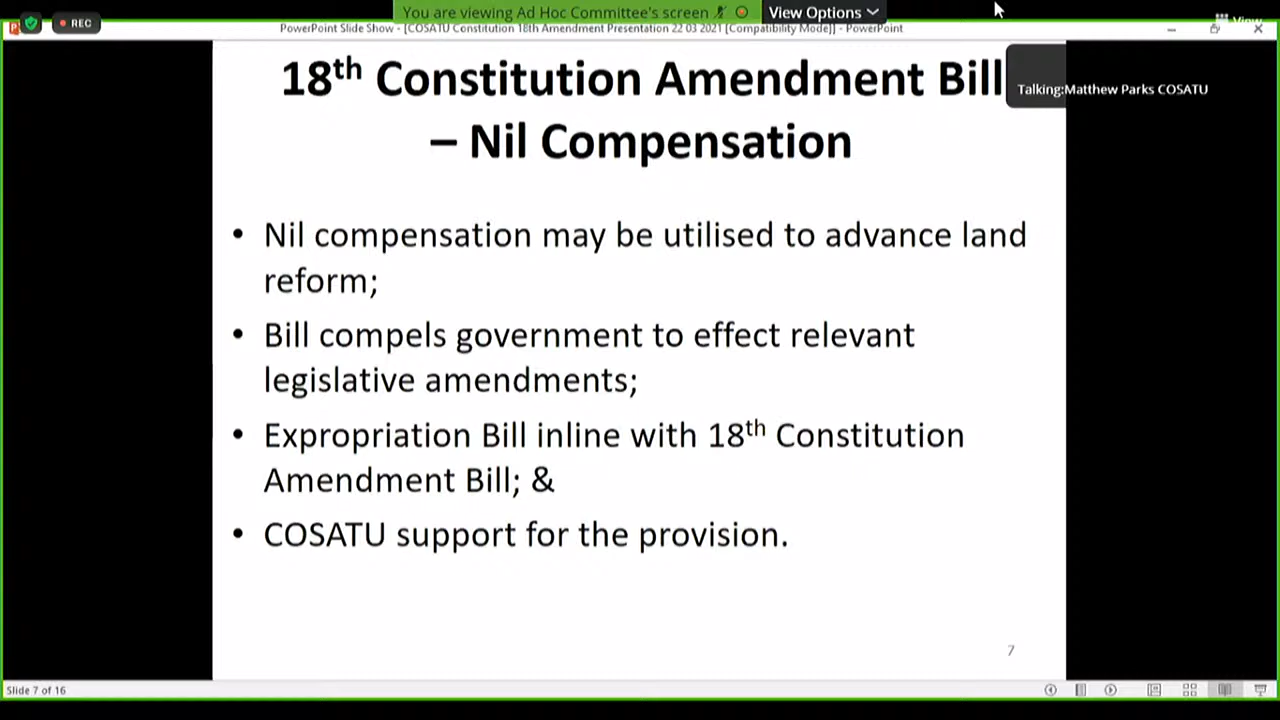 You are viewing Ad Hoc Committee's screen
View Options
REC
View
PowerPoint Slide Show - [COSATU Constitution 18th Amendment Presentation 22 03 2021 [Compatibility Mode]] - PowerPoint
18th Constitution Amendment Bill
– Nil Compensation
Talking:Matthew Parks COSATU
• Nil compensation may be utilised to advance land
reform;
• Bill compels government to effect relevant
legislative amendments;
• Expropriation Bill inline with 18th Constitution
Amendment Bill; &
• COSATU support for the provision.
7
Slide 7 of 16